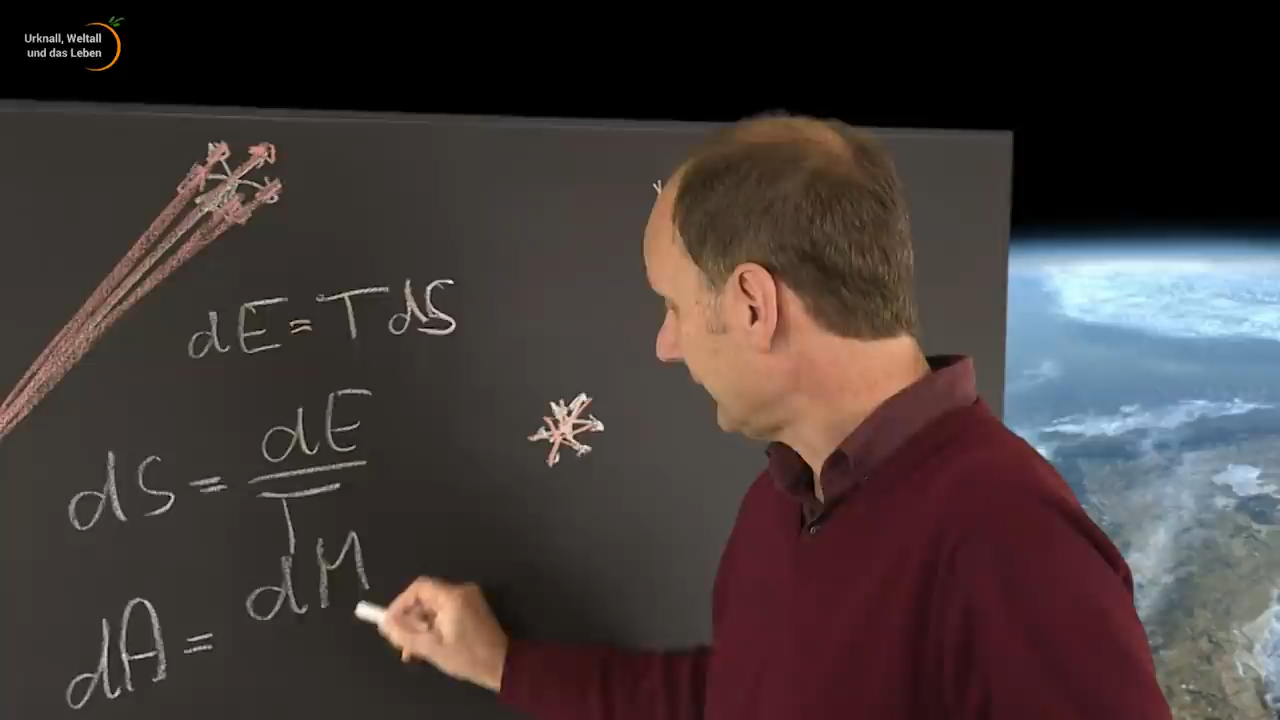 Urknall, Weltall
und das Leben
dE = T dS
dS = dE / T
dA = dM